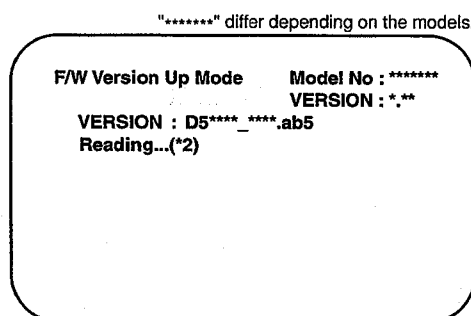 "*******" differ depending on the models
F/W Version Up Mode Model No : *******
VERSION : *.**
VERSION : D5****_****.ab5
Reading...(*2)